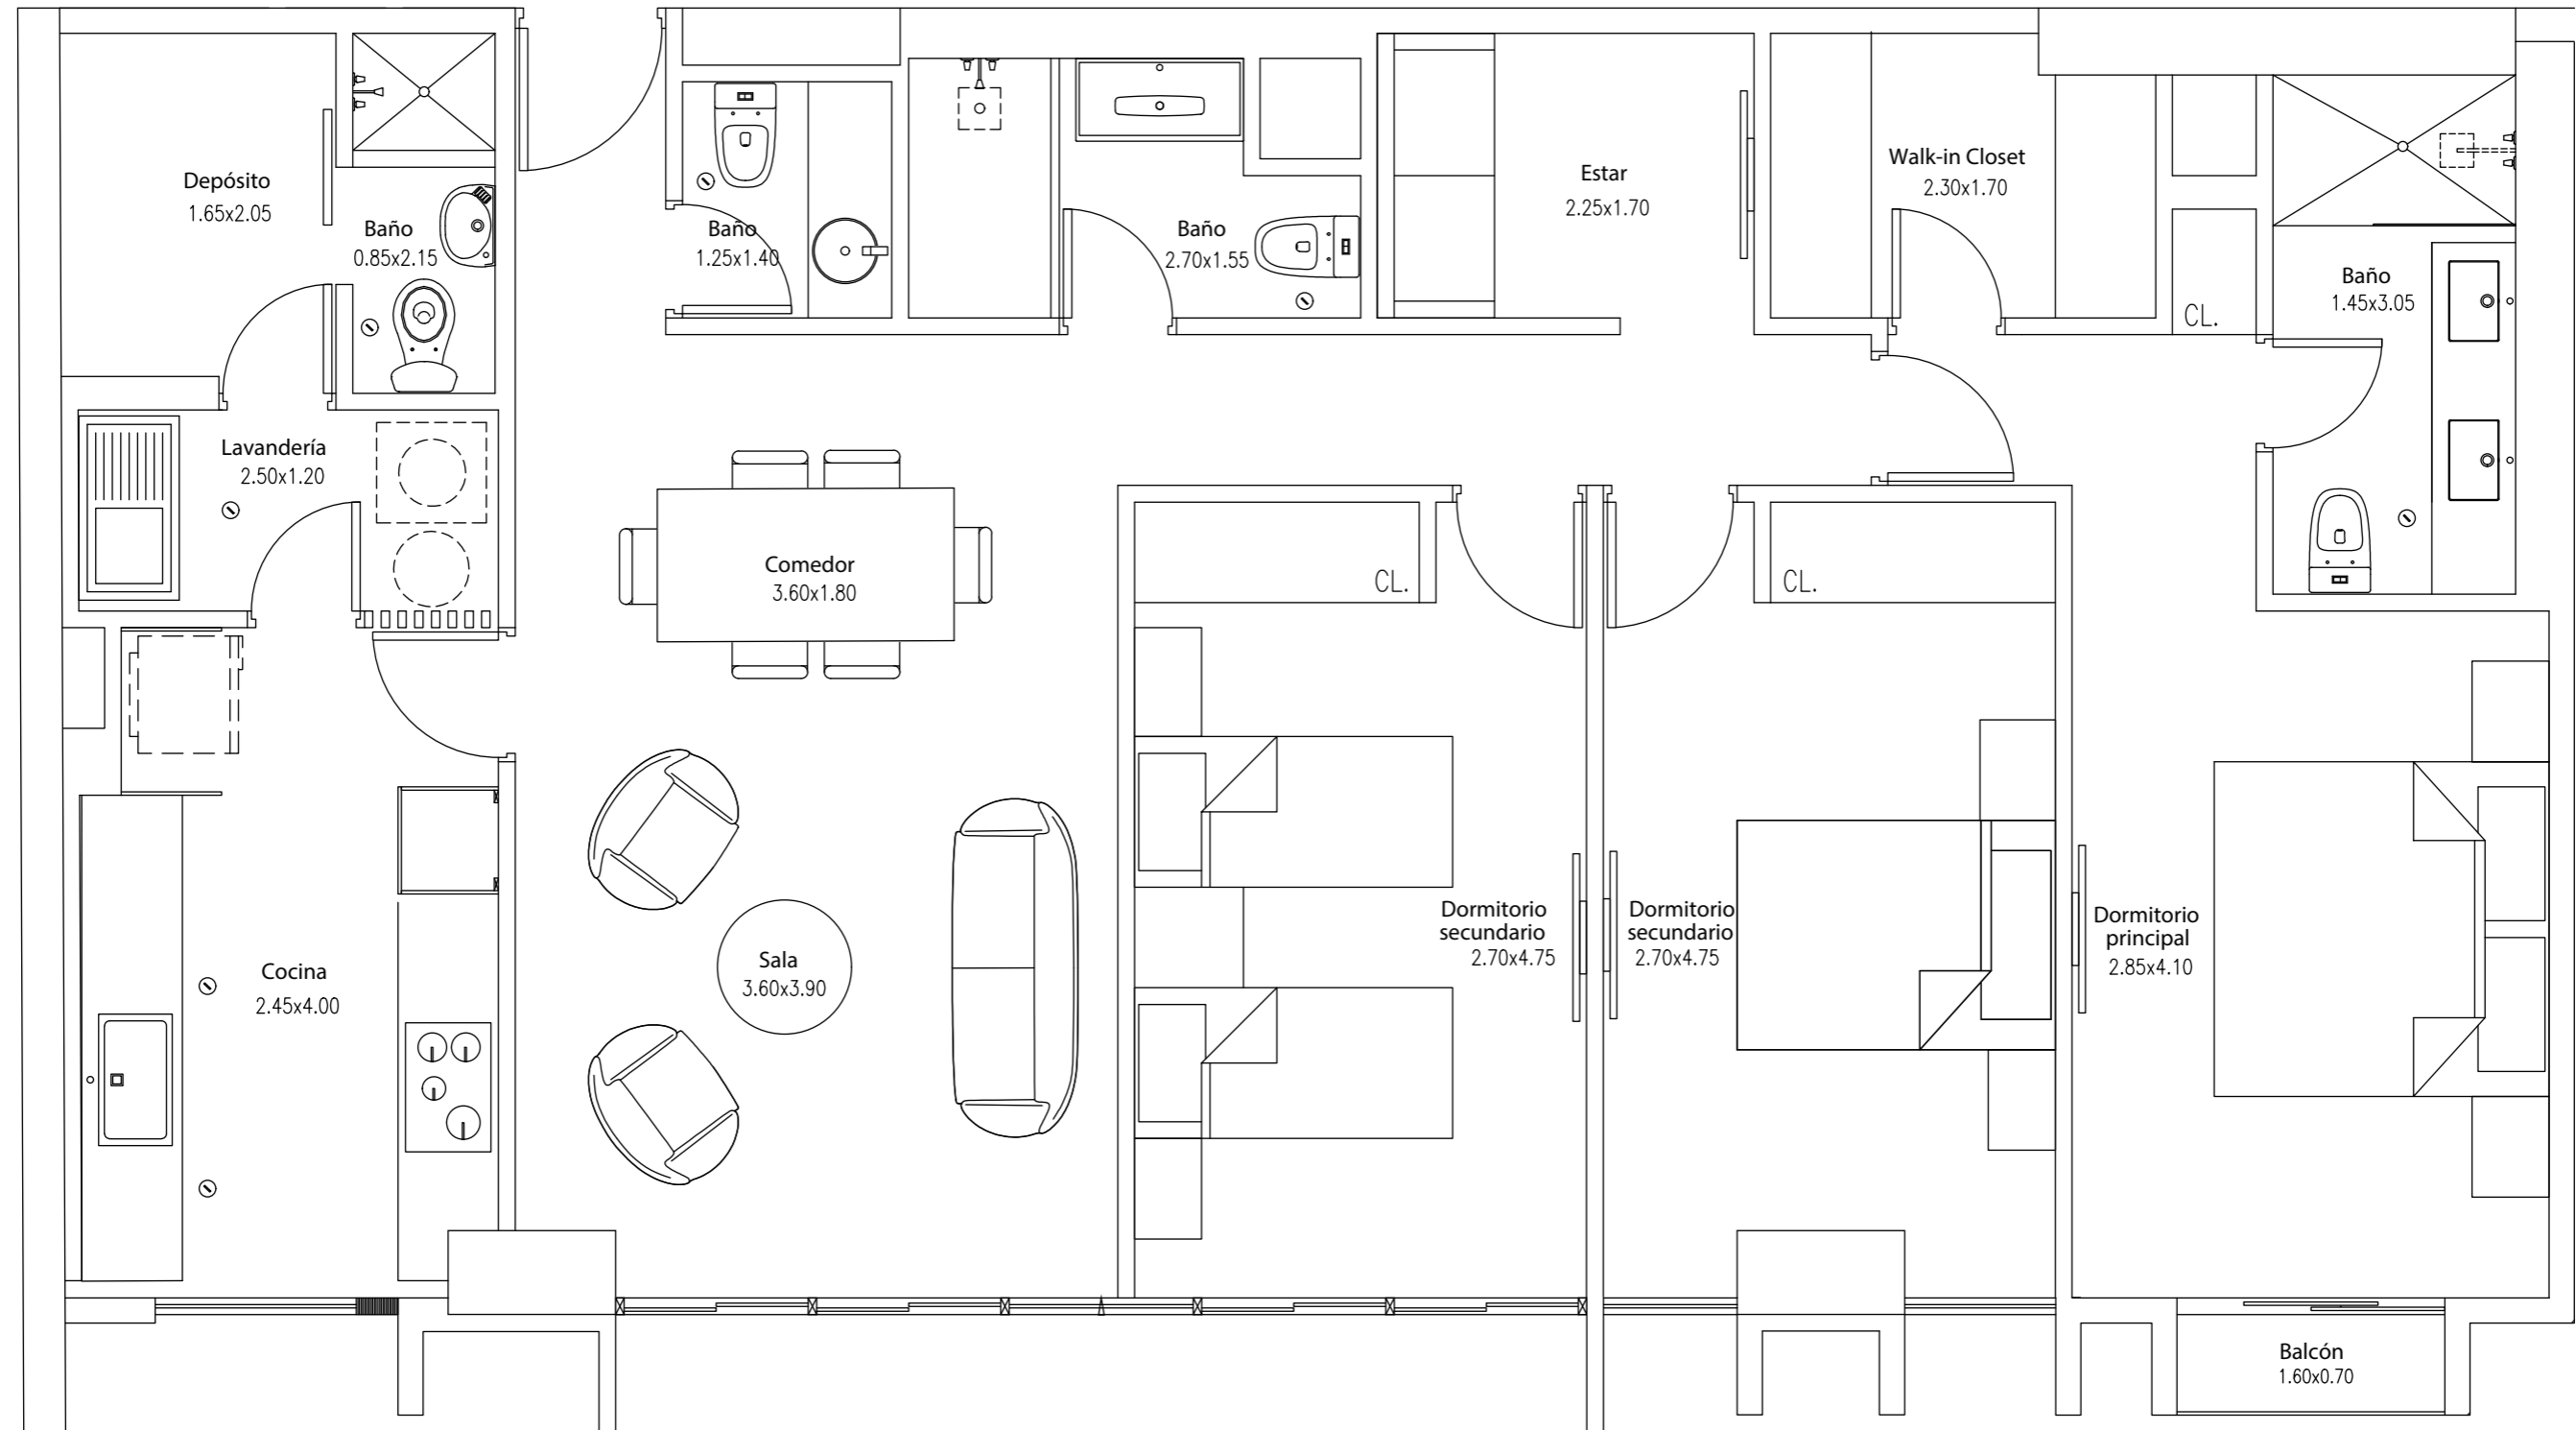 Depósito
1.65x2.05
Baño
0.85x2.15
Baño
1.25x1.40
Baño
2.70x1.55
Estar
2.25x1.70
Walk-in Closet
2.30x1.70
CL.
Baño
1.45x3.05
Lavandería
2.50x1.20
Comedor
3.60x1.80
CL.
CL.
Cocina
2.45x4.00
Sala
3.60x3.90
Dormitorio
secundario
2.70x4.75
Dormitorio
secundario
2.70x4.75
Dormitorio
principal
2.85x4.10
Balcón
1.60x0.70